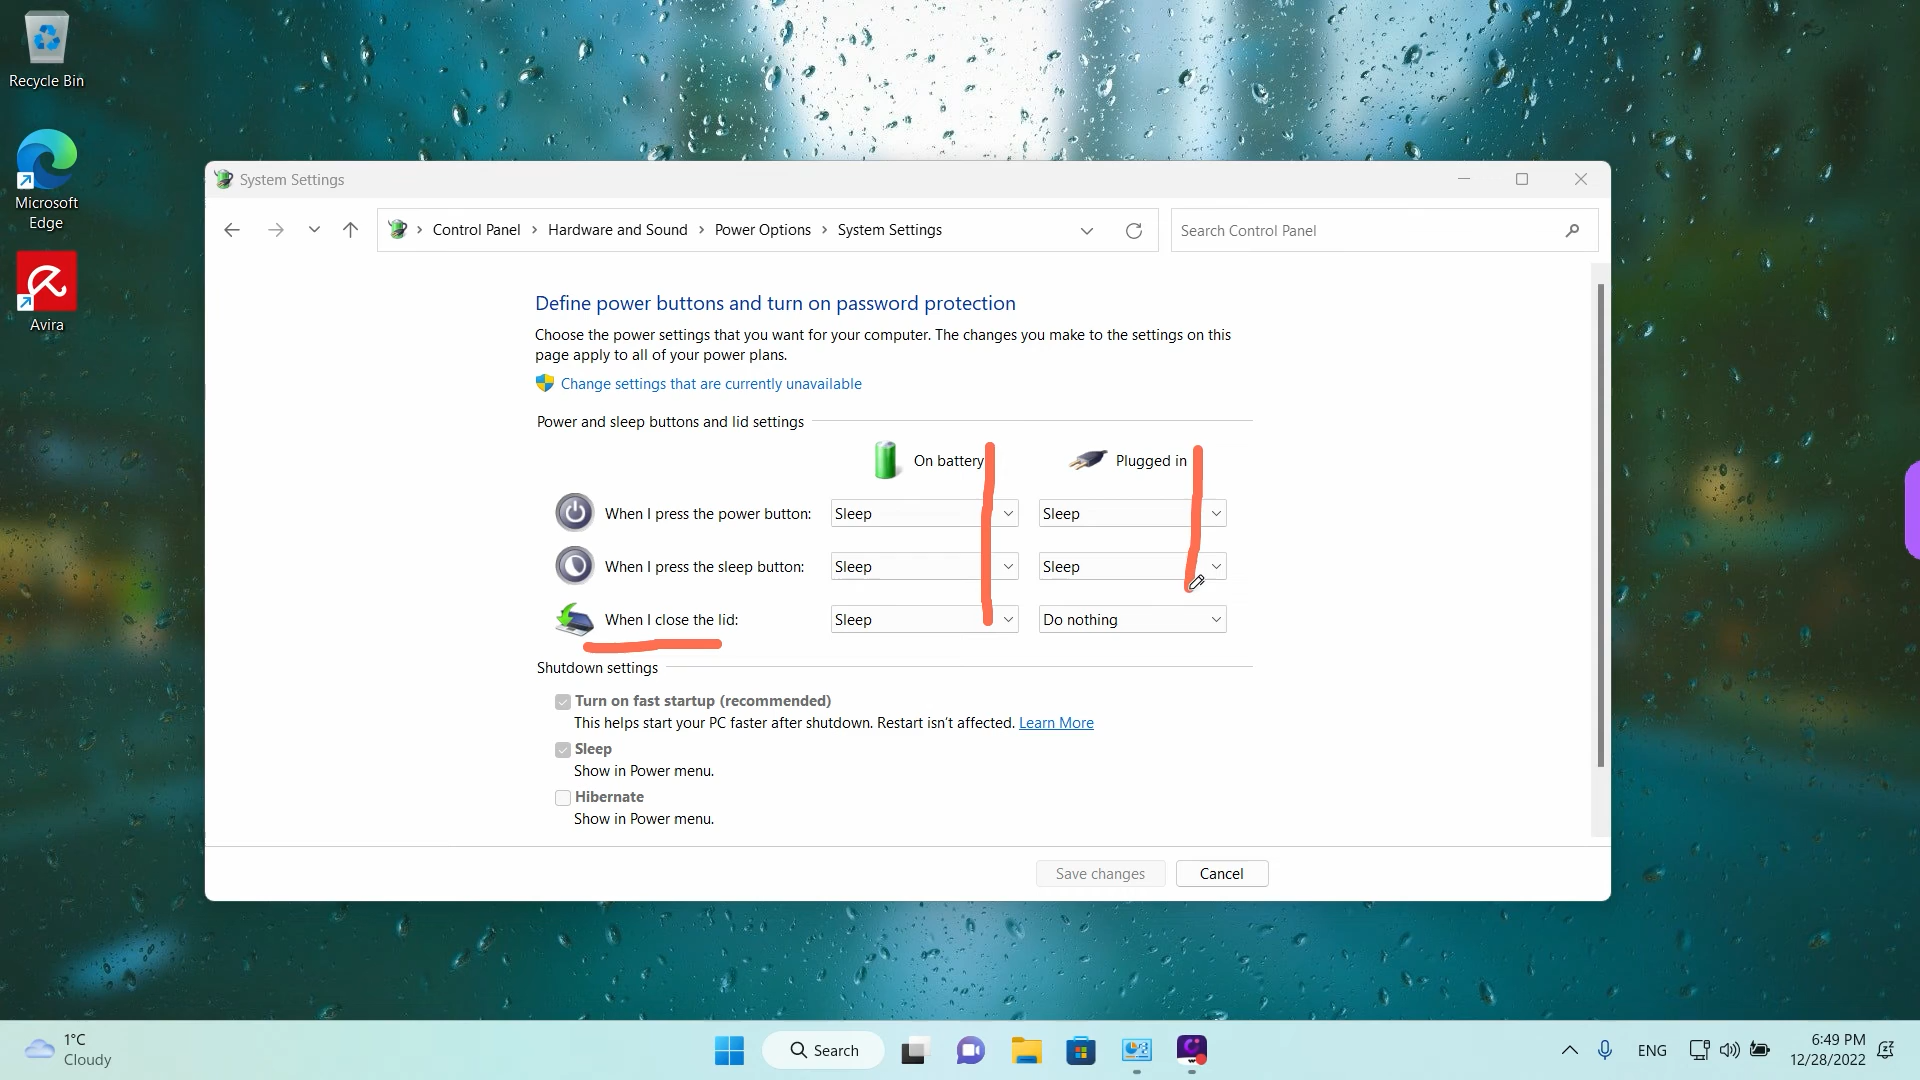 Recycle Bin
Microsoft
Edge
Avira
System Settings
Control Panel > Hardware and Sound > Power Options > System Settings
Search Control Panel
Define power buttons and turn on password protection
Choose the power settings that you want for your computer. The changes you make to the settings on this
page apply to all of your power plans.
Change settings that are currently unavailable
Power and sleep buttons and lid settings
On battery Plugged in
When I press the power button: Sleep Sleep
When I press the sleep button: Sleep Sleep
When I close the lid: Sleep Do nothing
Shutdown settings
Turn on fast startup (recommended)
This helps start your PC faster after shutdown. Restart isn't affected. Learn More
Sleep
Show in Power menu.
Hibernate
Show in Power menu.
Save changes Cancel
1°C
Cloudy
Search
ENG
6:49 PM
12/28/2022